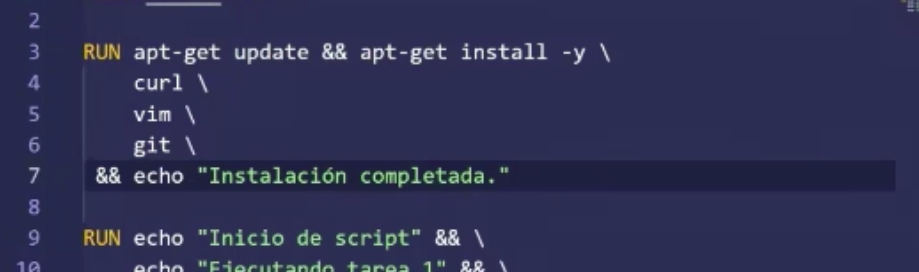 2
3 RUN apt-get update && apt-get install -y \
4 curl \
5 vim \
6 git \
7 && echo "Instalación completada."
8
9 RUN echo "Inicio de script" && \
10 echo "Ejecutando tarea 1" && \